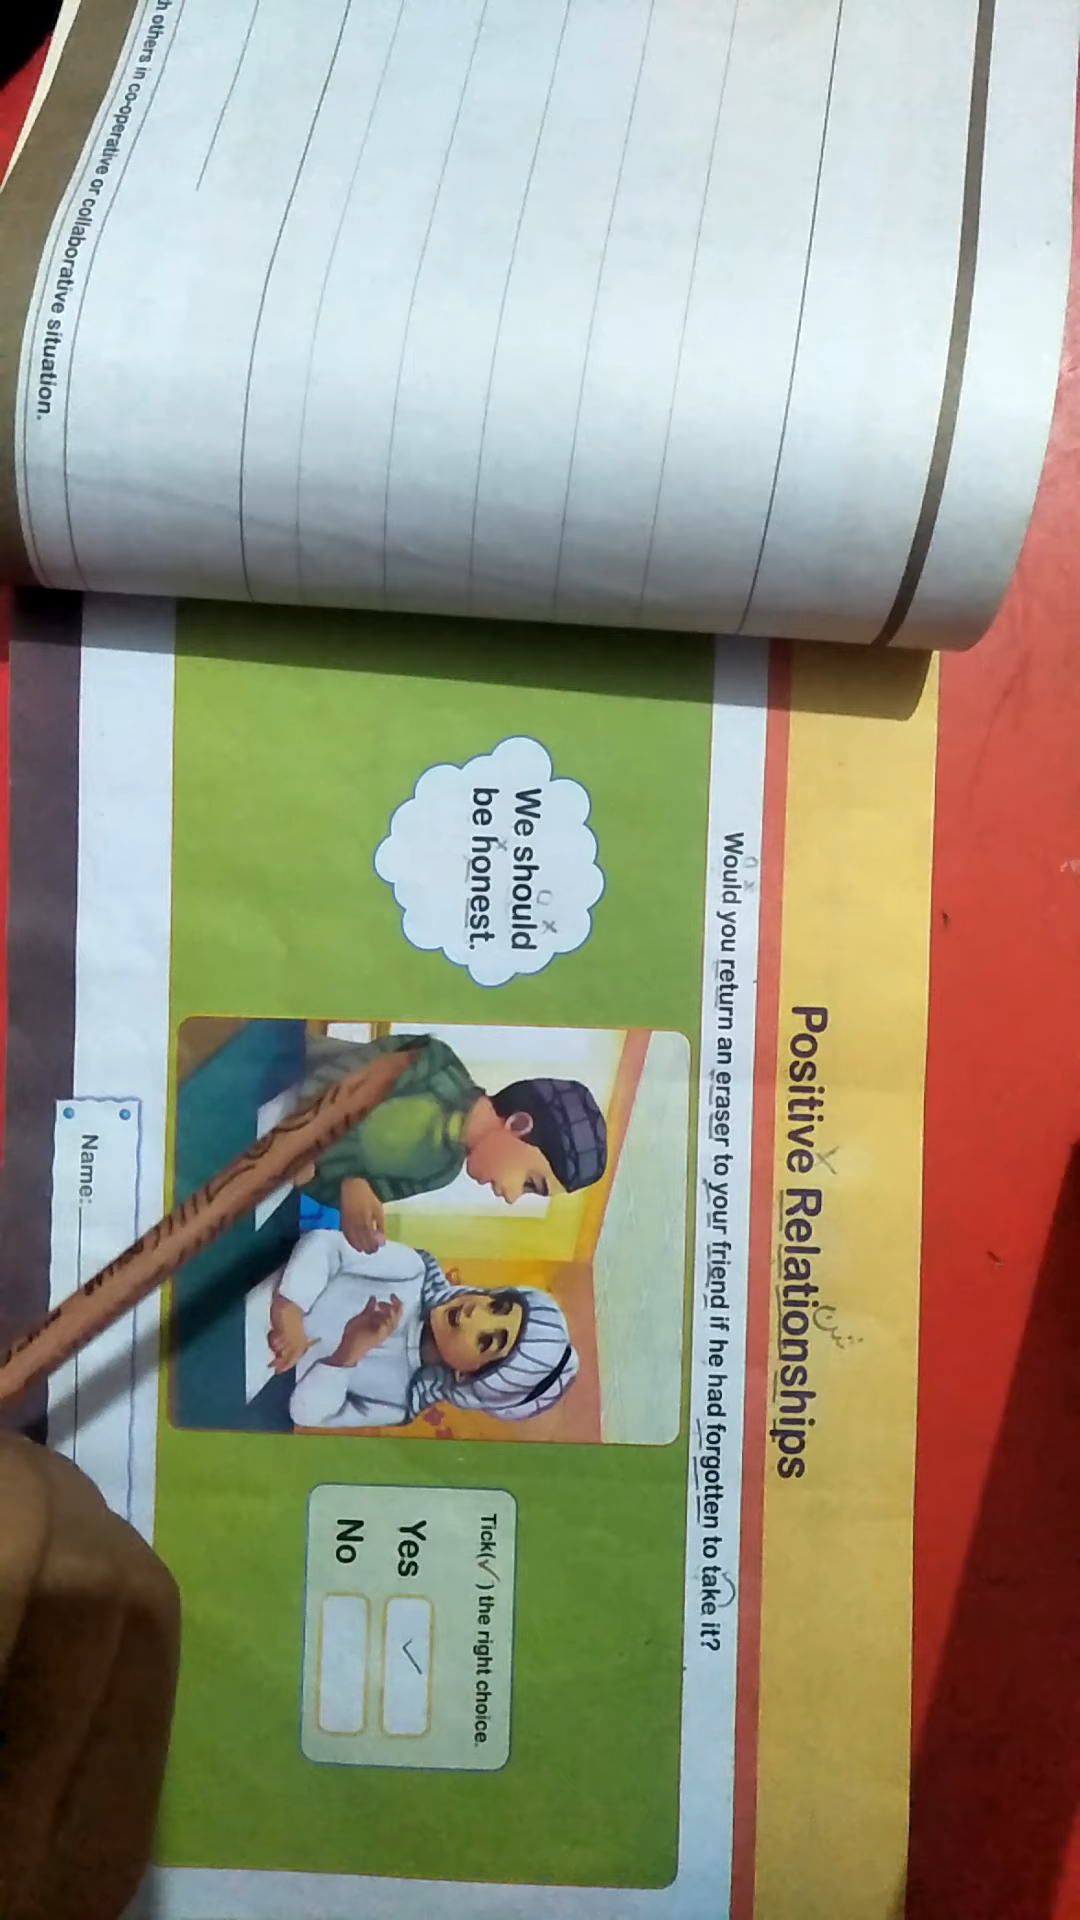 Positive Relationships
ش ن
Would you return an eraser to your friend if he had forgotten to take it?
We should
be honest.
Tick(✓) the right choice.
Yes ✓
No
Name:
others in co-operative or collaborative situation.